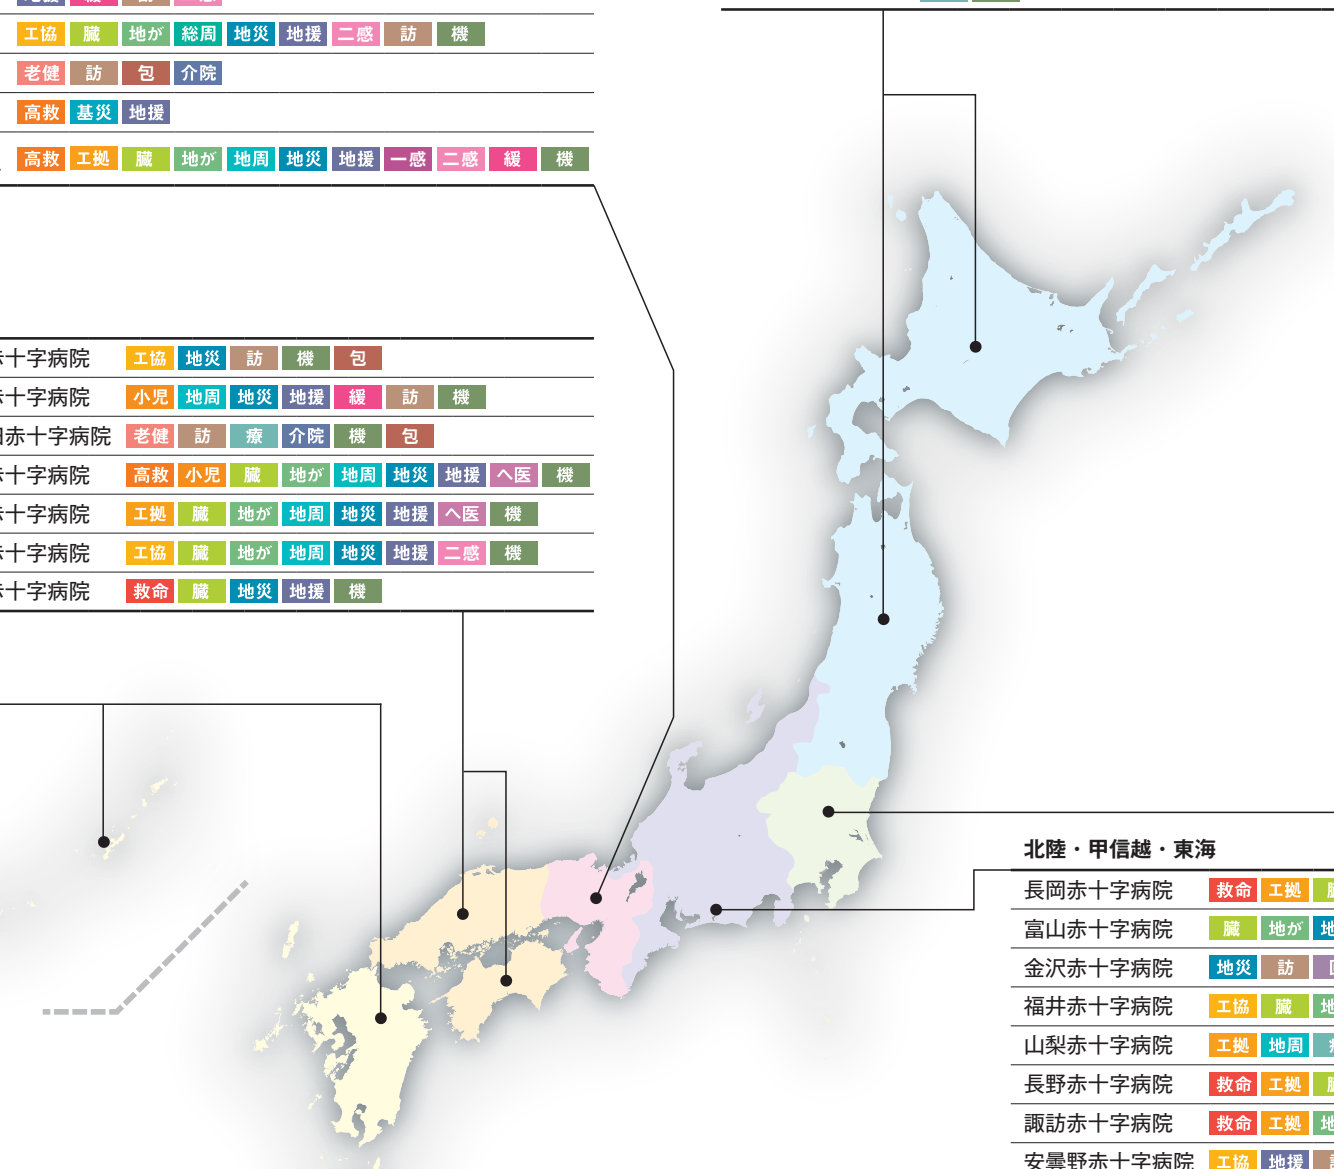 工協 臓 地が 総周 地災 地援 二感 訪 機
老健 訪 包 介院
高救 基災 地援
高救 工拠 臓 地が 地周 地災 地援 一感 二感 緩 機
十字病院 工協 地災 訪 機 包
十字病院 小児 地周 地災 地援 緩 訪 機
赤十字病院 老健 訪 療 介院 機 包
十字病院 高救 小児 臓 地が 地周 地災 地援 へ医 機
十字病院 工拠 臓 地が 地周 地災 地援 へ医 機
十字病院 工協 臓 地が 地周 地災 地援 二感 機
十字病院 救命 臓 地災 地援 機
北陸・甲信越・東海
長岡赤十字病院 救命 工拠
富山赤十字病院 臓 地が
金沢赤十字病院 地災 訪
福井赤十字病院 工協 臓
山梨赤十字病院 工拠 地周
長野赤十字病院 救命 工拠
諏訪赤十字病院 救命 工拠
安曇野赤十字病院 工協 地援